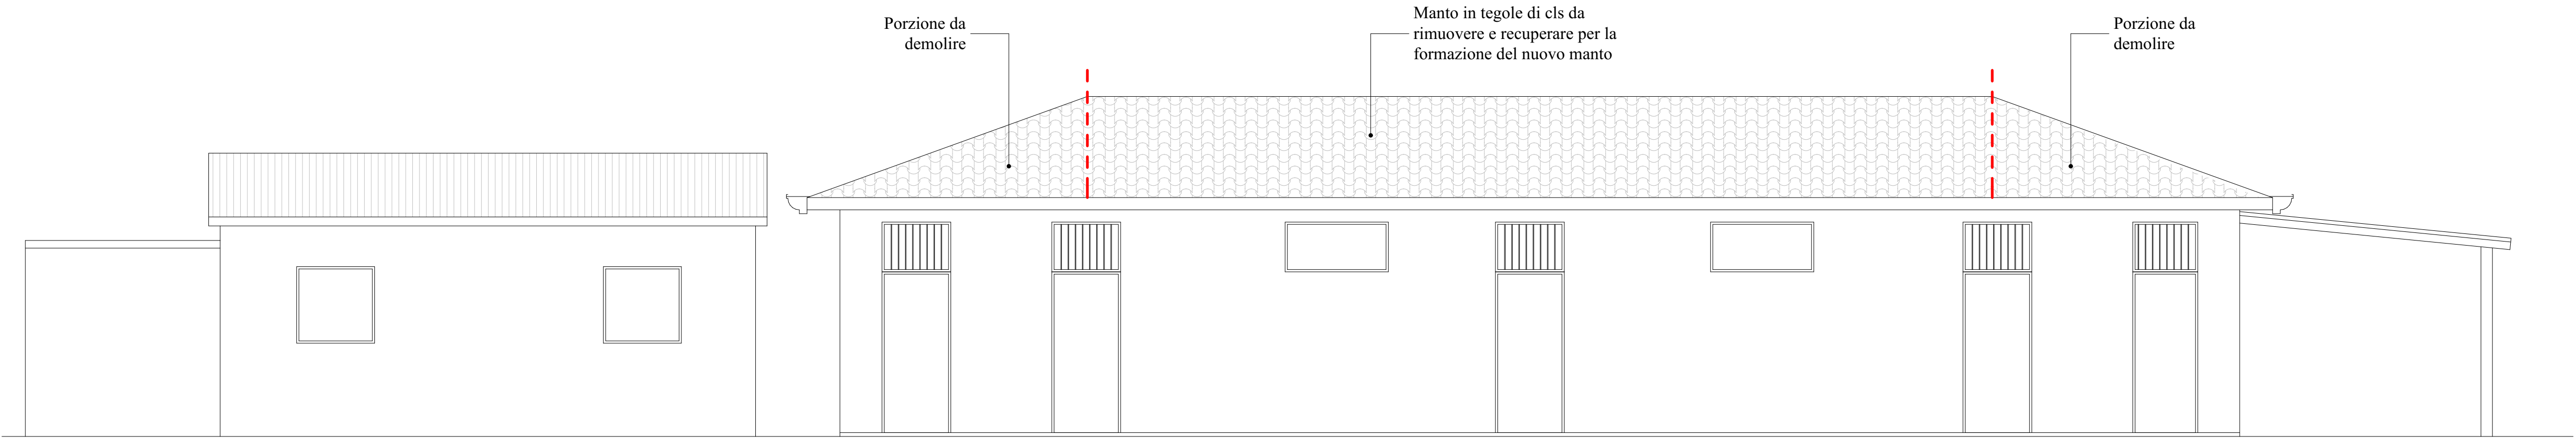 Porzione da
demolire
Manto in tegole di cls da
rimuovere e recuperare per la
formazione del nuovo manto
Porzione da
demolire